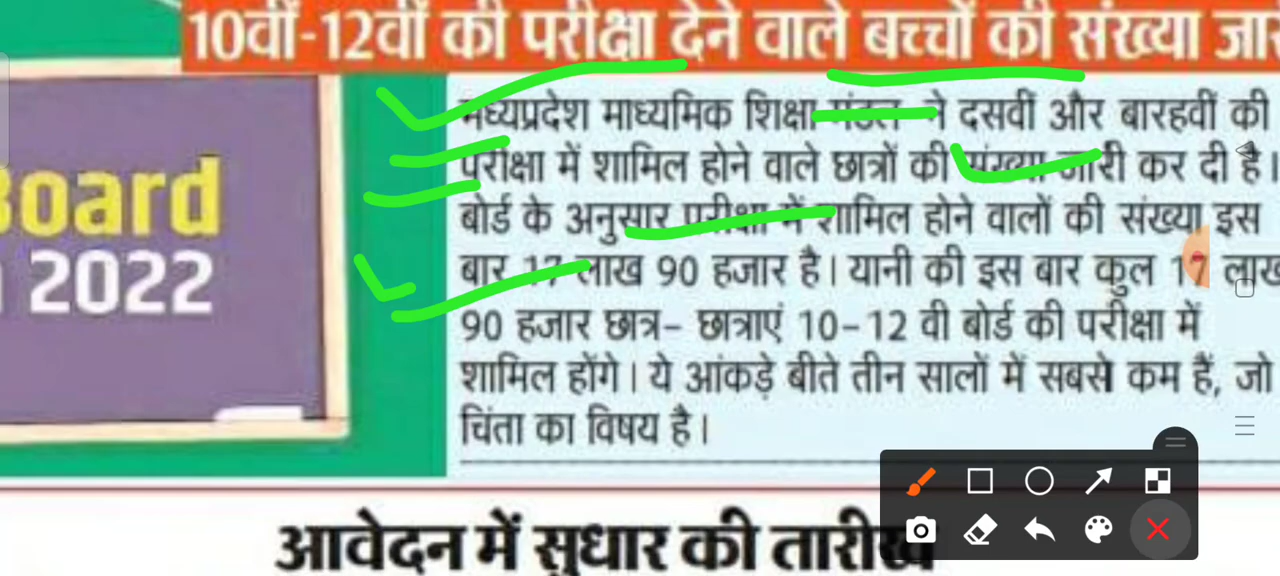 10वीं-12वीं की परीक्षा देने वाले बच्चों की संख्या
मध्यप्रदेश माध्यमिक शिक्षा मंडल ने दसवीं और बारहवीं की
परीक्षा में शामिल होने वाले छात्रों की संख्या जारी कर दी है।
बोर्ड के अनुसार परीक्षा में शामिल होने वालों की संख्या इस
बार 17 लाख 90 हजार है। यानी की इस बार कुल 17 लाख
90 हजार छात्र- छात्राएं 10-12 वी बोर्ड की परीक्षा में
शामिल होंगे। ये आंकड़े बीते तीन सालों में सबसे कम हैं, जो
चिंता का विषय है।
Board
2022
आवेदन में सुधार की तारीख